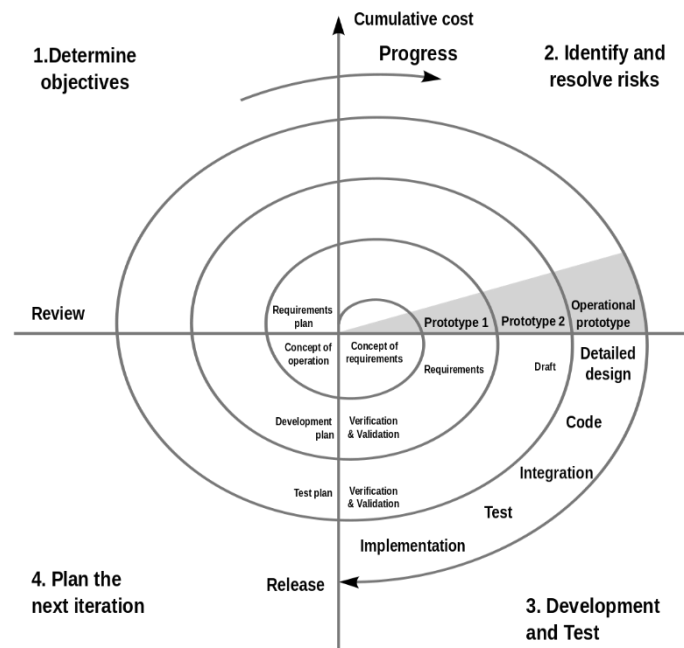 Cumulative cost
Progress
1.Determine
objectives
2. Identify and
resolve risks
Review
Requirements
plan
Prototype 1
Prototype 2
Operational
prototype
Concept of
operation
Concept of
requirements
Requirements
Draft
Detailed
design
Development
plan
Verification
& Validation
Code
Integration
Test plan
Verification
& Validation
Test
Implementation
Release
4. Plan the
next iteration
3. Development
and Test